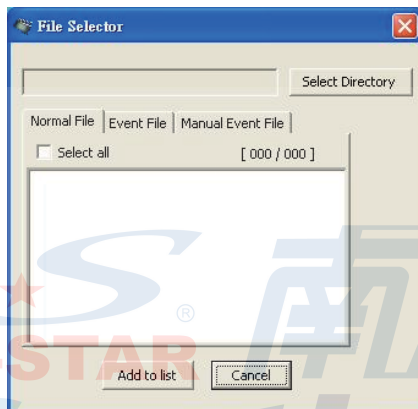 File Selector
Select Directory
Normal File Event File Manual Event File
Select all [ 000 / 000 ]
®
STAR
Add to list Cancel